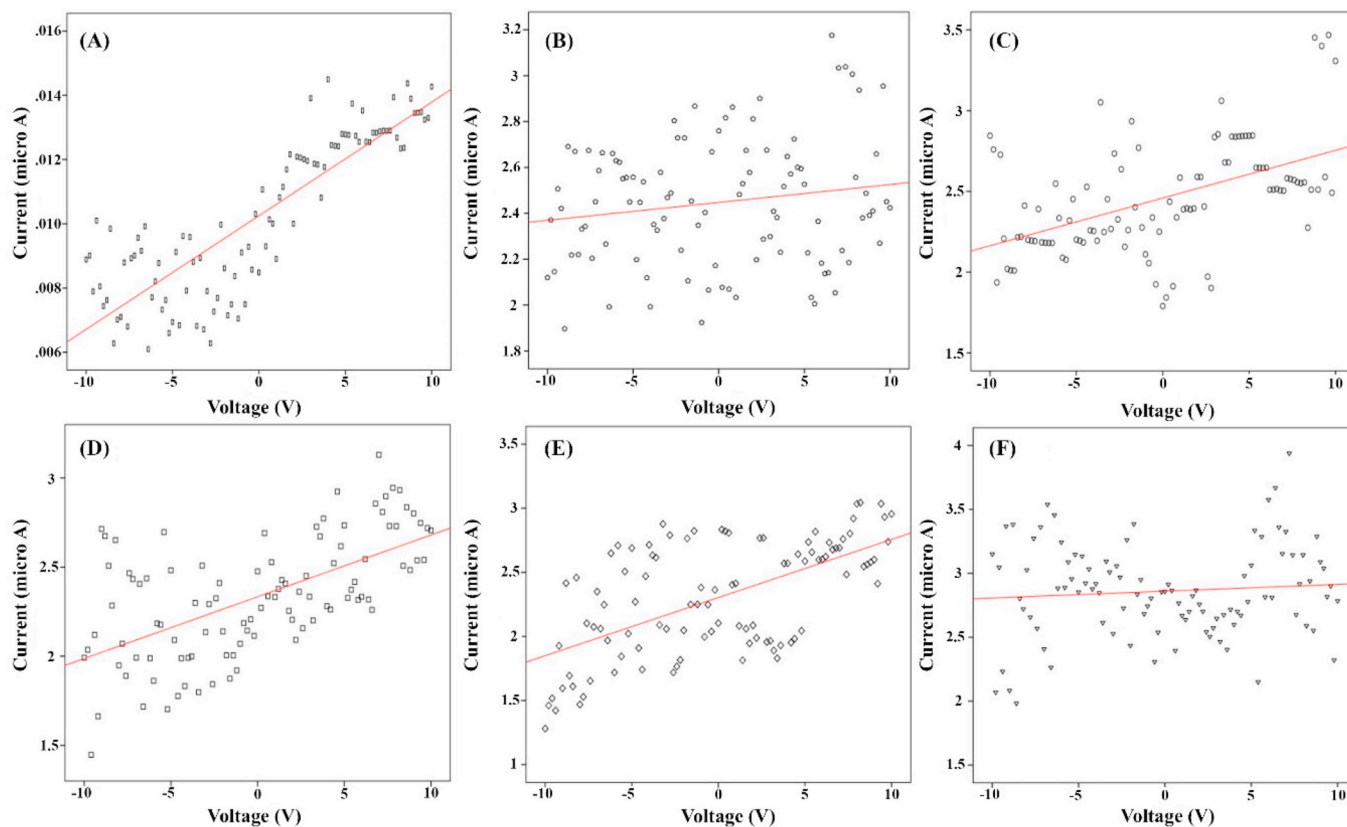 (A)
Current (micro A)
.016
.014
.012
.010
.008
.006
-10 -5 0 5 10
Voltage (V)
(B)
Current (micro A)
3.2
3
2.8
2.6
2.4
2.2
2
1.8
-10 -5 0 5 10
Voltage (V)
(C)
Current (micro A)
3.5
3
2.5
2
1.5
-10 -5 0 5 10
Voltage (V)
(D)
Current (micro A)
3
2.5
2
1.5
-10 -5 0 5 10
Voltage (V)
(E)
Current (micro A)
3.5
3
2.5
2
1.5
1
-10 -5 0 5 10
Voltage (V)
(F)
Current (micro A)
4
3.5
3
2.5
2
1.5
-10 -5 0 5 10
Voltage (V)